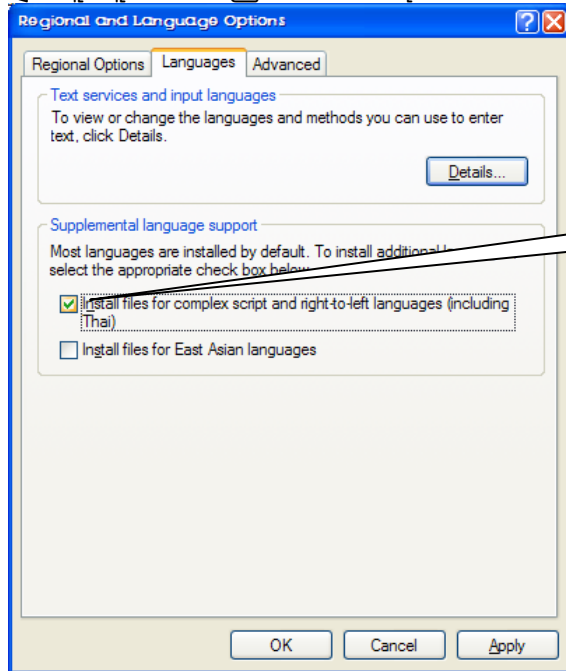 Regional and Language Options
Regional Options Languages Advanced
Text services and input languages
To view or change the languages and methods you can use to enter
text, click Details.
Details...
Supplemental language support
Most languages are installed by default. To install additional
select the appropriate check box below.
Install files for complex script and right-to-left languages (including
Thai)
Install files for East Asian languages
OK Cancel Apply